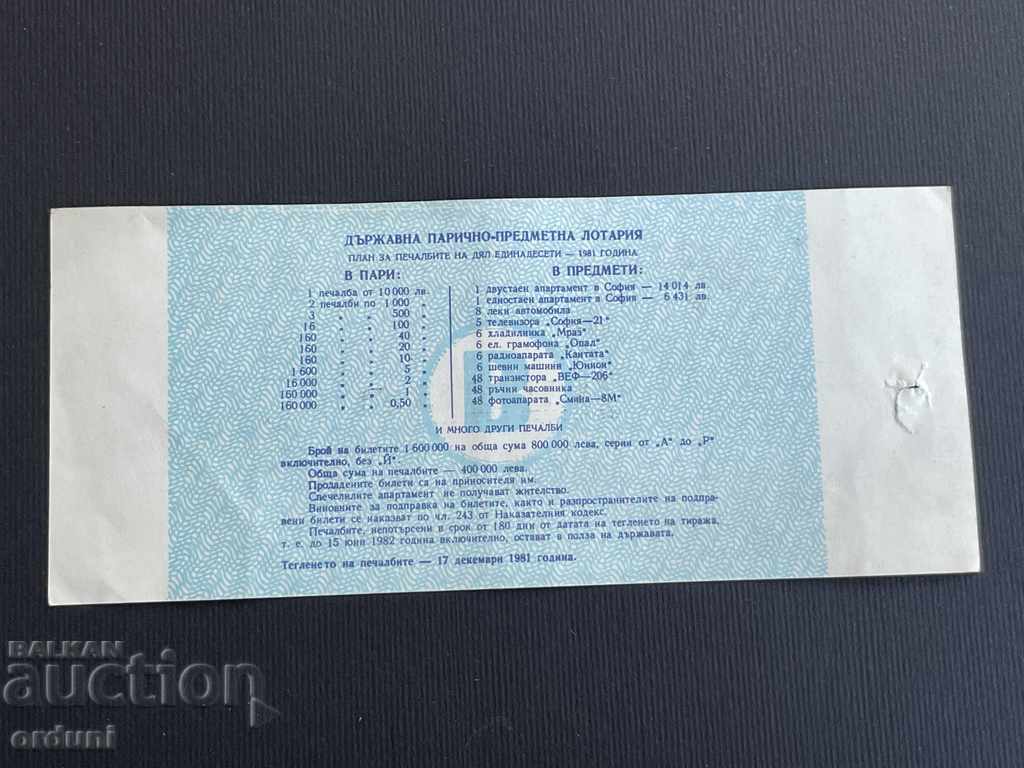 ДЪРЖАВНА ПАРИЧНО-ПРЕДМЕТНА ЛОТАРИЯ
ПЛАН ЗА ПЕЧАЛБИТЕ НА ДЯЛ ЕДИНАДЕСЕТИ — 1981 ГОДИНА
В ПАРИ:
1 печалба от 10 000 лв.
2 печалби по 1 000 „
3 „ „ 500 „
16 „ „ 100 „
160 „ „ 40 „
160 „ „ 20 „
160 „ „ 10 „
1 600 „ „ 5 „
16 000 „ „ 2 „
160 000 „ „ 1 „
160 000 „ „ 0,50 „
В ПРЕДМЕТИ:
1 двустаен апартамент в София — 14 014 лв.
1 едностаен апартамент в София — 6 431 лв.
8 леки автомобила
5 телевизора „София—21“
6 хладилника „Мраз“
6 ел. грамофона „Опал“
6 радиоапарата „Кантата“
6 шевни машини „Юнион“
48 транзистора „ВЕФ—206“
48 ръчни часовника
48 фотоапарата „Смяна—8М“
И МНОГО ДРУГИ ПЕЧАЛБИ
Брой на билетите 1 600 000 на обща сума 800 000 лева, серии от „А“ до „Р“
включително, без „Й“
Обща сума на печалбите — 400 000 лева.
Продадените билети са на приносителя им.
Спечелилите апартамент не получават жителство.
Виновните за подправка на билетите, както и разпространителите на подпра-
вени билети се наказват по чл. 243 от Наказателния кодекс.
Печалбите, непотърсени в срок от 180 дни от датата на тегленето на тиража,
т. е. до 15 юни 1982 година включително, остават в полза на държавата.
Тегленето на печалбите — 17 декември 1981 година.
BALKAN
auction
orduni